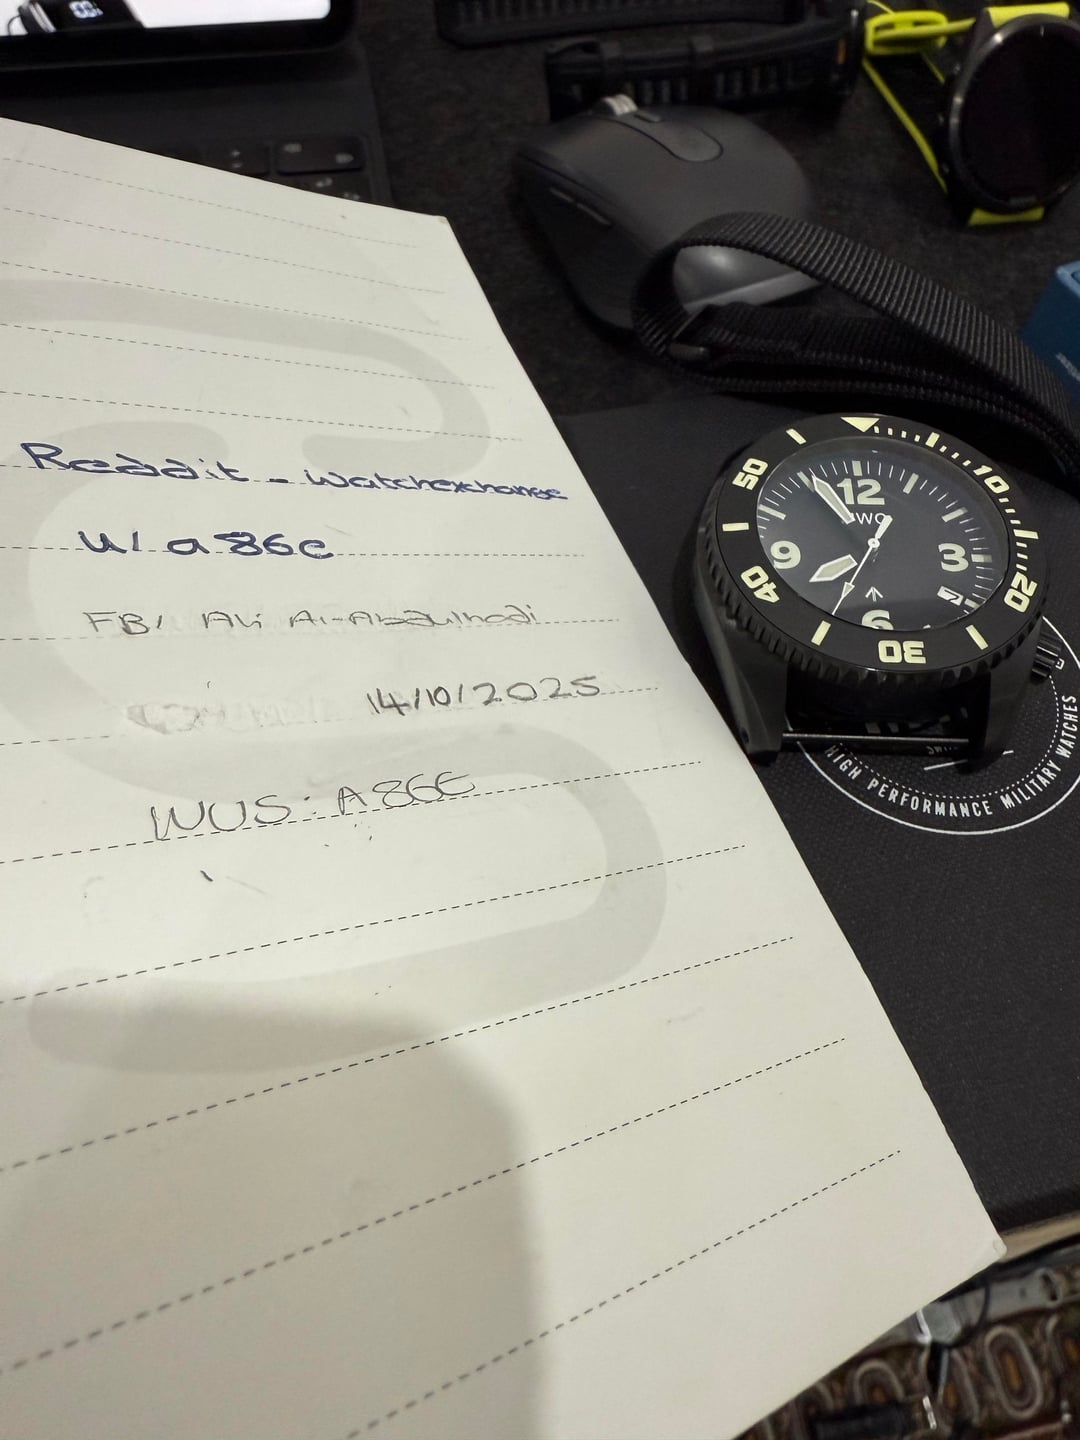 Reddit - Watchexchange
u/ a86c
FB/ Ali Al-Abdulhadi
14/10/2025
WUS: A86C
50
10
20
30
40
12
3
6
9
MWC
HIGH PERFORMANCE MILITARY WATCHES